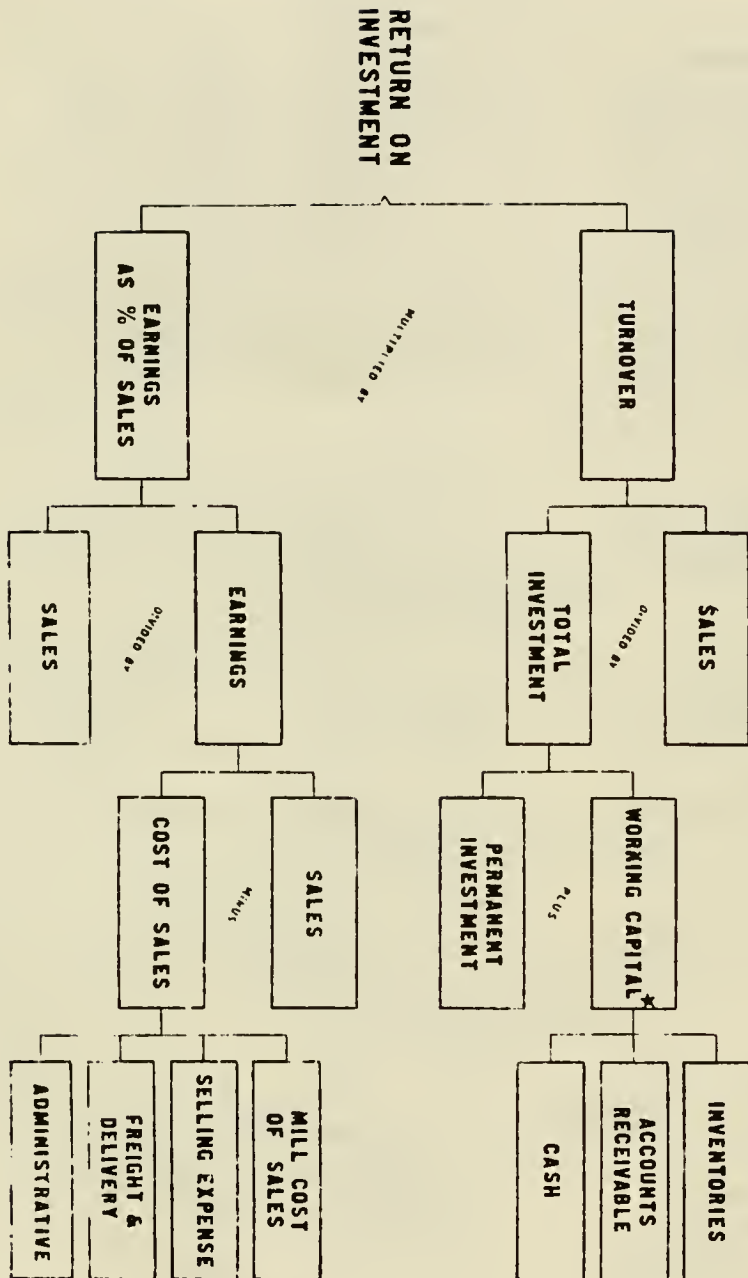 RETURN ON
INVESTMENT
TURNOVER
MULTIPLIED BY
EARNINGS
AS % OF SALES
SALES
DIVIDED BY
TOTAL
INVESTMENT
EARNINGS
DIVIDED BY
SALES
WORKING CAPITAL★
PLUS
PERMANENT
INVESTMENT
SALES
MINUS
COST OF SALES
INVENTORIES
ACCOUNTS
RECEIVABLE
CASH
MILL COST
OF SALES
SELLING EXPENSE
FREIGHT &
DELIVERY
ADMINISTRATIVE